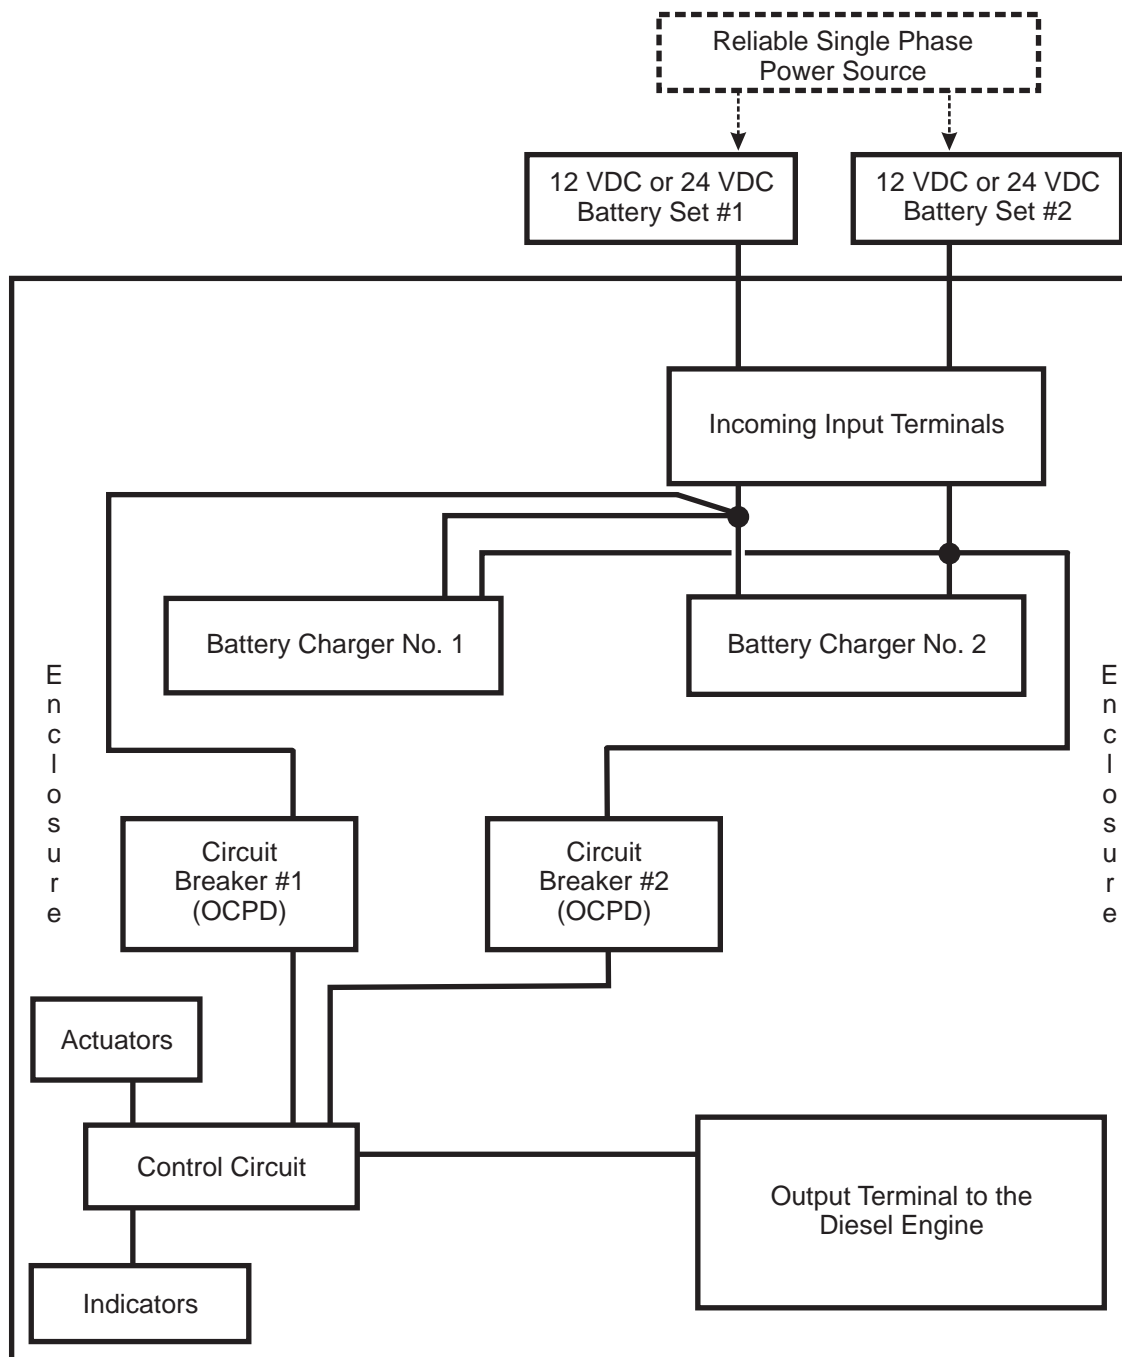 Reliable Single Phase
Power Source
12 VDC or 24 VDC
Battery Set #1
12 VDC or 24 VDC
Battery Set #2
Incoming Input Terminals
Battery Charger No. 1
Battery Charger No. 2
Enclosure
Enclosure
Circuit
Breaker #1
(OCPD)
Circuit
Breaker #2
(OCPD)
Actuators
Control Circuit
Output Terminal to the
Diesel Engine
Indicators